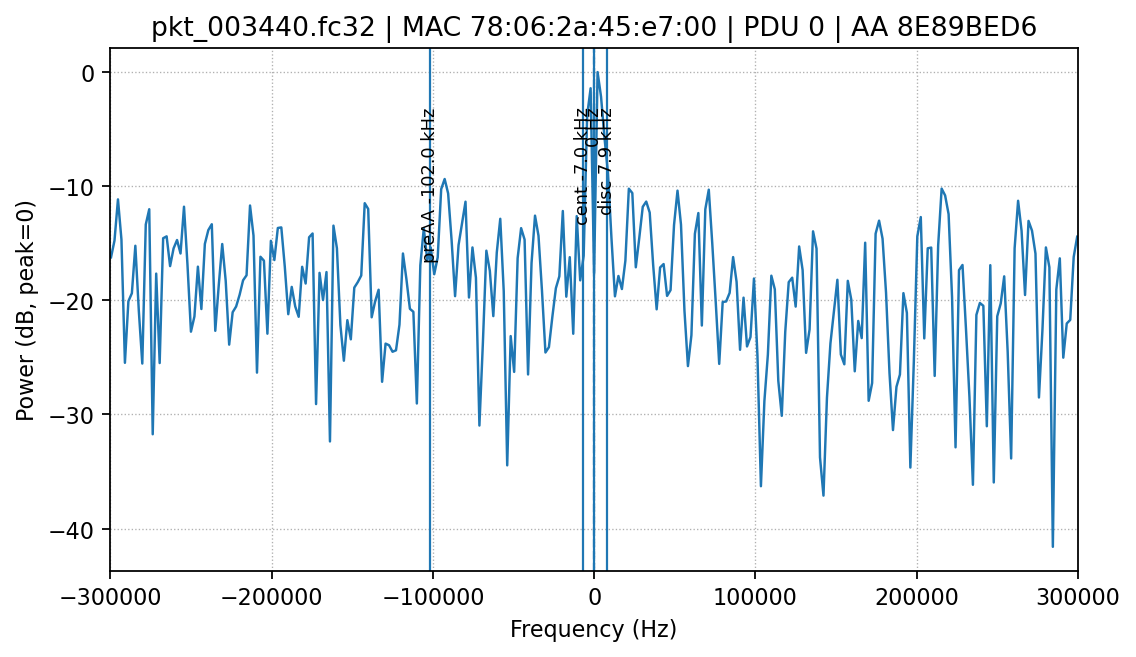 pkt_003440.fc32 | MAC 78:06:2a:45:e7:00 | PDU 0 | AA 8E89BED6
Power (dB, peak=0)
0
−10
−20
−30
−40
preAA -102.0 kHz
cent -7.0 kHz
0 Hz
disc 7.9 kHz
−300000
−200000
−100000
0
100000
200000
300000
Frequency (Hz)